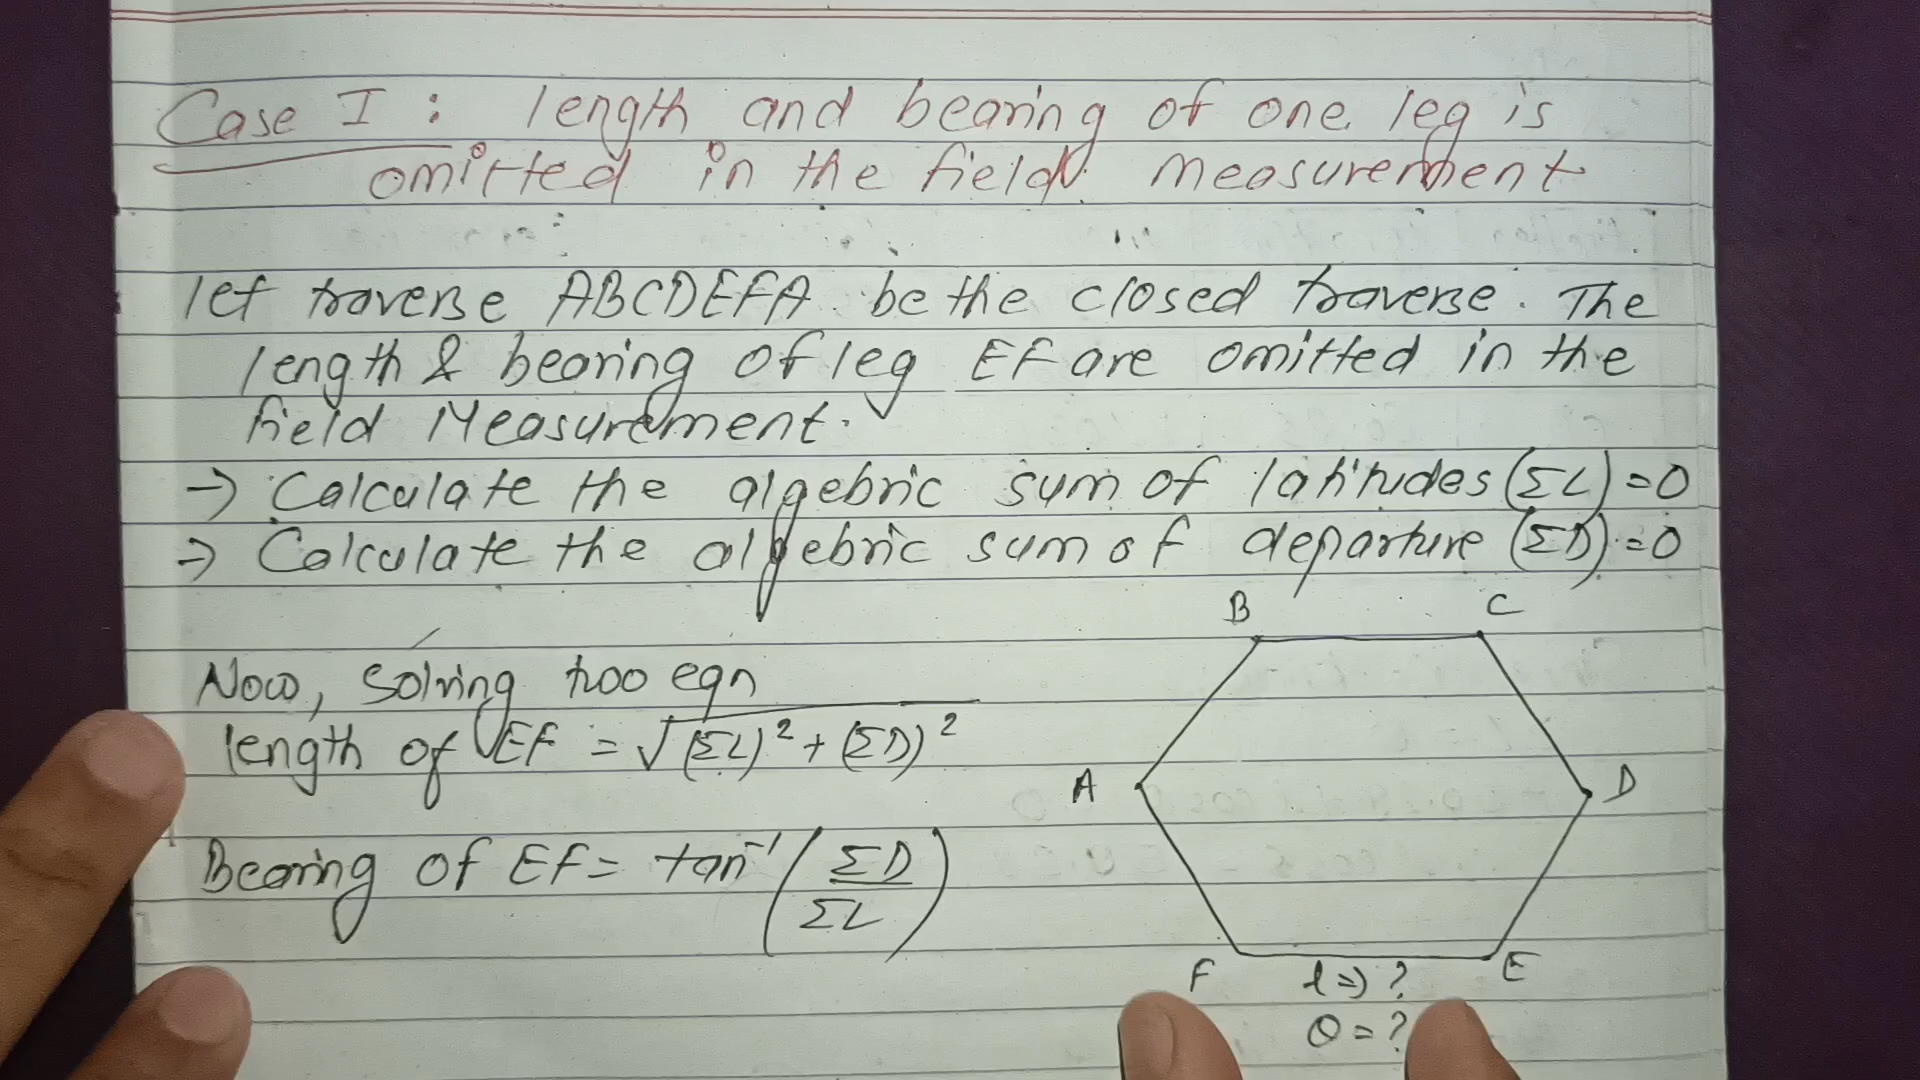 Case I : length and bearing of one leg is
omitted in the field measurement
let traverse ABCDEFA be the closed traverse. The
length & bearing of leg EF are omitted in the
field Measurement.
→ Calculate the algebric sum of latitudes (ΣL) = 0
→ Calculate the algebric sum of departure (ΣD) = 0
B C
Now, Solving two eqn
length of EF = √(ΣL)² + (ΣD)²
A D
Bearing of EF = tan⁻¹ (ΣD/ΣL)
F l => ? E
θ = ?